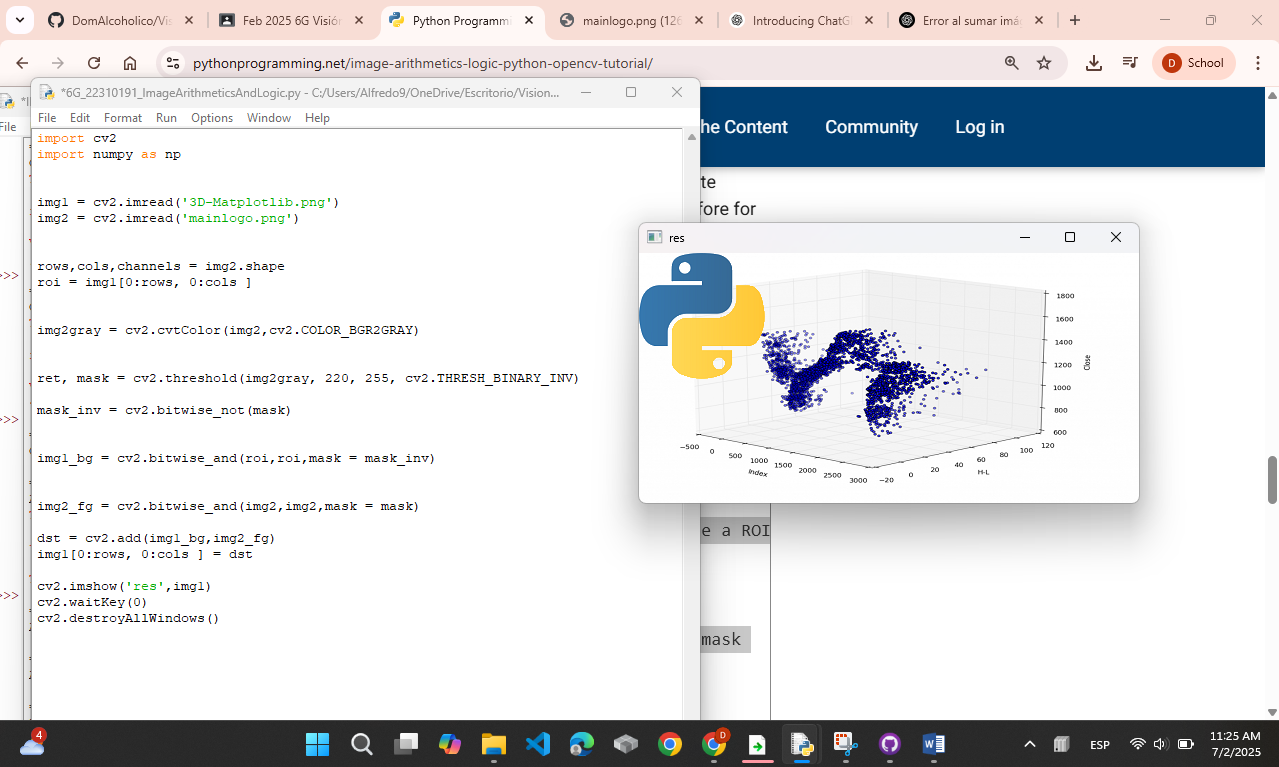 DomAlcoholico/Vis
Feb 2025 6G Visión
Python Programmi
mainlogo.png (126
Introducing ChatG
Error al sumar imá
pythonprogramming.net/image-arithmetics-logic-python-opencv-tutorial/
D School
*6G_22310191_ImageArithmeticsAndLogic.py - C:/Users/Alfredo9/OneDrive/Escritorio/Vision...
File Edit Format Run Options Window Help
File
import cv2
import numpy as np
img1 = cv2.imread('3D-Matplotlib.png')
img2 = cv2.imread('mainlogo.png')
rows,cols,channels = img2.shape
roi = img1[0:rows, 0:cols ]
img2gray = cv2.cvtColor(img2,cv2.COLOR_BGR2GRAY)
ret, mask = cv2.threshold(img2gray, 220, 255, cv2.THRESH_BINARY_INV)
mask_inv = cv2.bitwise_not(mask)
img1_bg = cv2.bitwise_and(roi,roi,mask = mask_inv)
img2_fg = cv2.bitwise_and(img2,img2,mask = mask)
dst = cv2.add(img1_bg,img2_fg)
img1[0:rows, 0:cols ] = dst
cv2.imshow('res',img1)
cv2.waitKey(0)
cv2.destroyAllWindows()
>>>
>>>
>>>
he Content Community Log in
te
fore for
res
1800
1600
1400
1200
1000
800
600
Close
-500
0
500
1000
1500
2000
2500
3000
Index
-20
0
20
40
60
80
100
120
H-L
e a ROI
mask
4
D
ESP
11:25 AM
7/2/2025